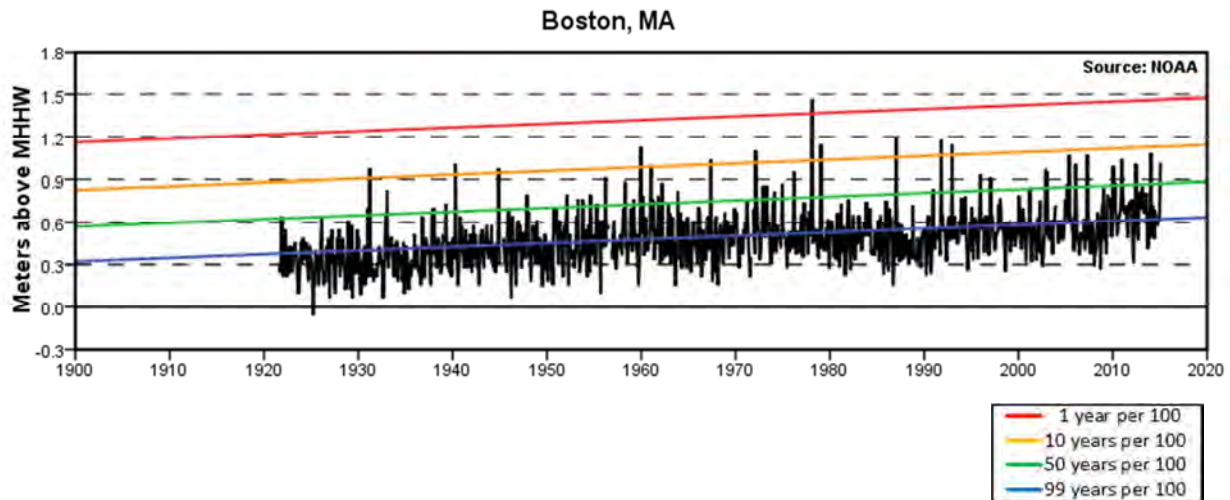 Boston, MA
Source: NOAA
Meters above MHHW
1.8
1.5
1.2
0.9
0.6
0.3
0.0
-0.3
1900 1910 1920 1930 1940 1950 1960 1970 1980 1990 2000 2010 2020
1 year per 100
10 years per 100
50 years per 100
99 years per 100